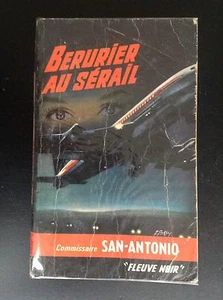 BERURIER
AU SÉRAIL
Commissaire SAN-ANTONIO
"FLEUVE NOIR"